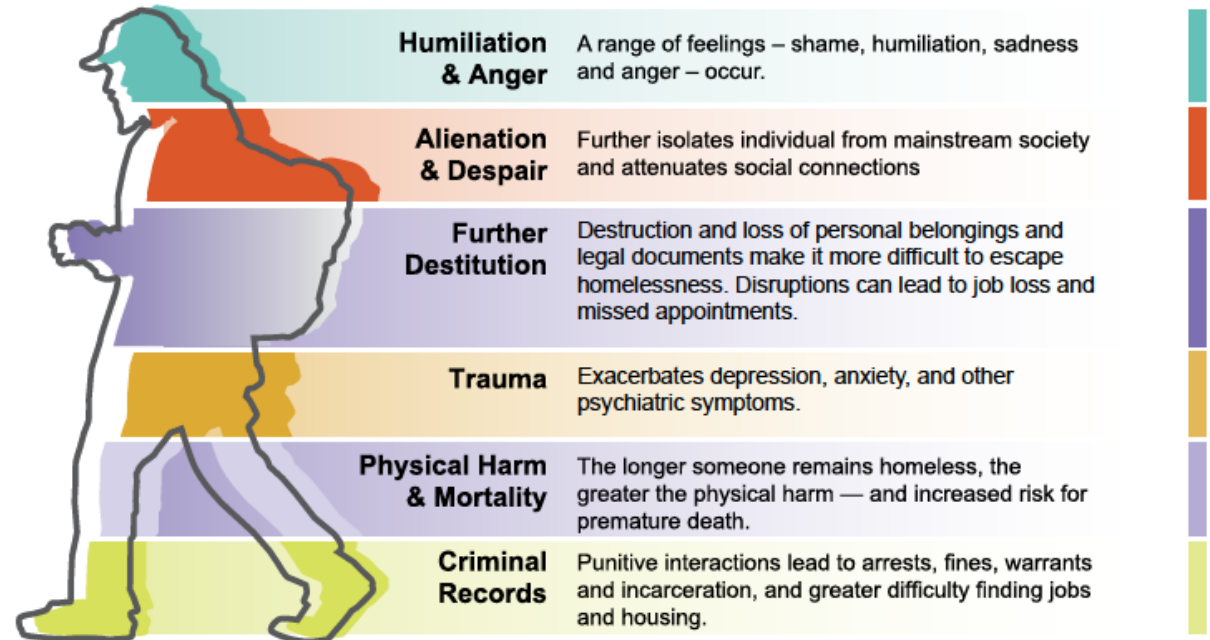 Humiliation
& Anger
A range of feelings – shame, humiliation, sadness
and anger – occur.
Alienation
& Despair
Further isolates individual from mainstream society
and attenuates social connections
Further
Destitution
Destruction and loss of personal belongings and
legal documents make it more difficult to escape
homelessness. Disruptions can lead to job loss and
missed appointments.
Trauma
Exacerbates depression, anxiety, and other
psychiatric symptoms.
Physical Harm
& Mortality
The longer someone remains homeless, the
greater the physical harm — and increased risk for
premature death.
Criminal
Records
Punitive interactions lead to arrests, fines, warrants
and incarceration, and greater difficulty finding jobs
and housing.